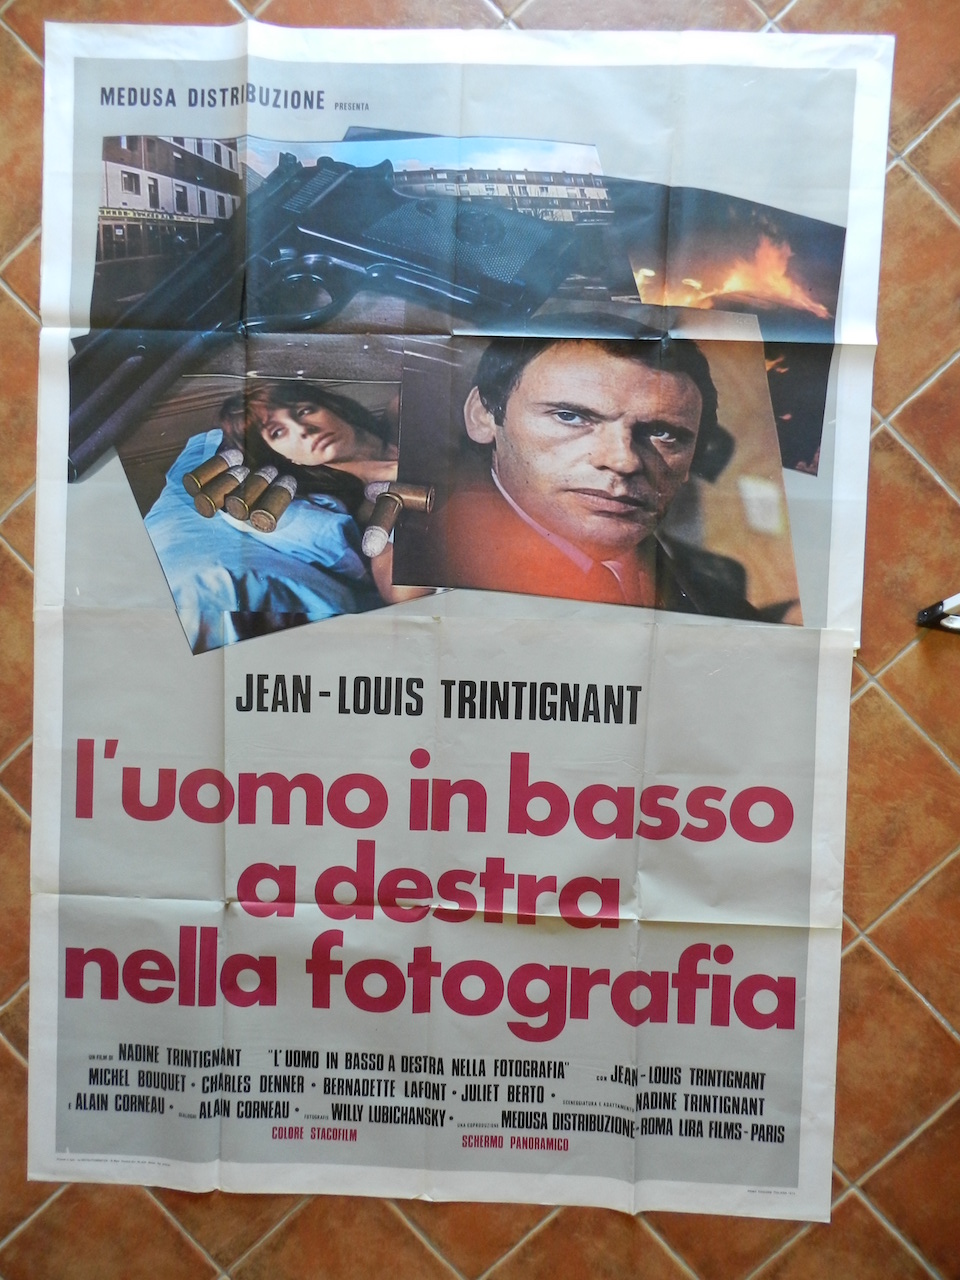 MEDUSA DISTRIBUZIONE PRESENTA
JEAN-LOUIS TRINTIGNANT
l'uomo in basso
a destra
nella fotografia
UN FILM DI NADINE TRINTIGNANT "L'UOMO IN BASSO A DESTRA NELLA FOTOGRAFIA" CON JEAN-LOUIS TRINTIGNANT
MICHEL BOUQUET • CHARLES DENNER • BERNADETTE LAFONT • JULIET BERTO • SCENEGGIATURA E ADATTAMENTO NADINE TRINTIGNANT
E ALAIN CORNEAU • DIALOGHI ALAIN CORNEAU • FOTOGRAFIA WILLY LUBICHANSKY • UNA COPRODUZIONE MEDUSA DISTRIBUZIONE-ROMA LIRA FILMS-PARIS
COLORE STACOFILM SCHERMO PANORAMICO